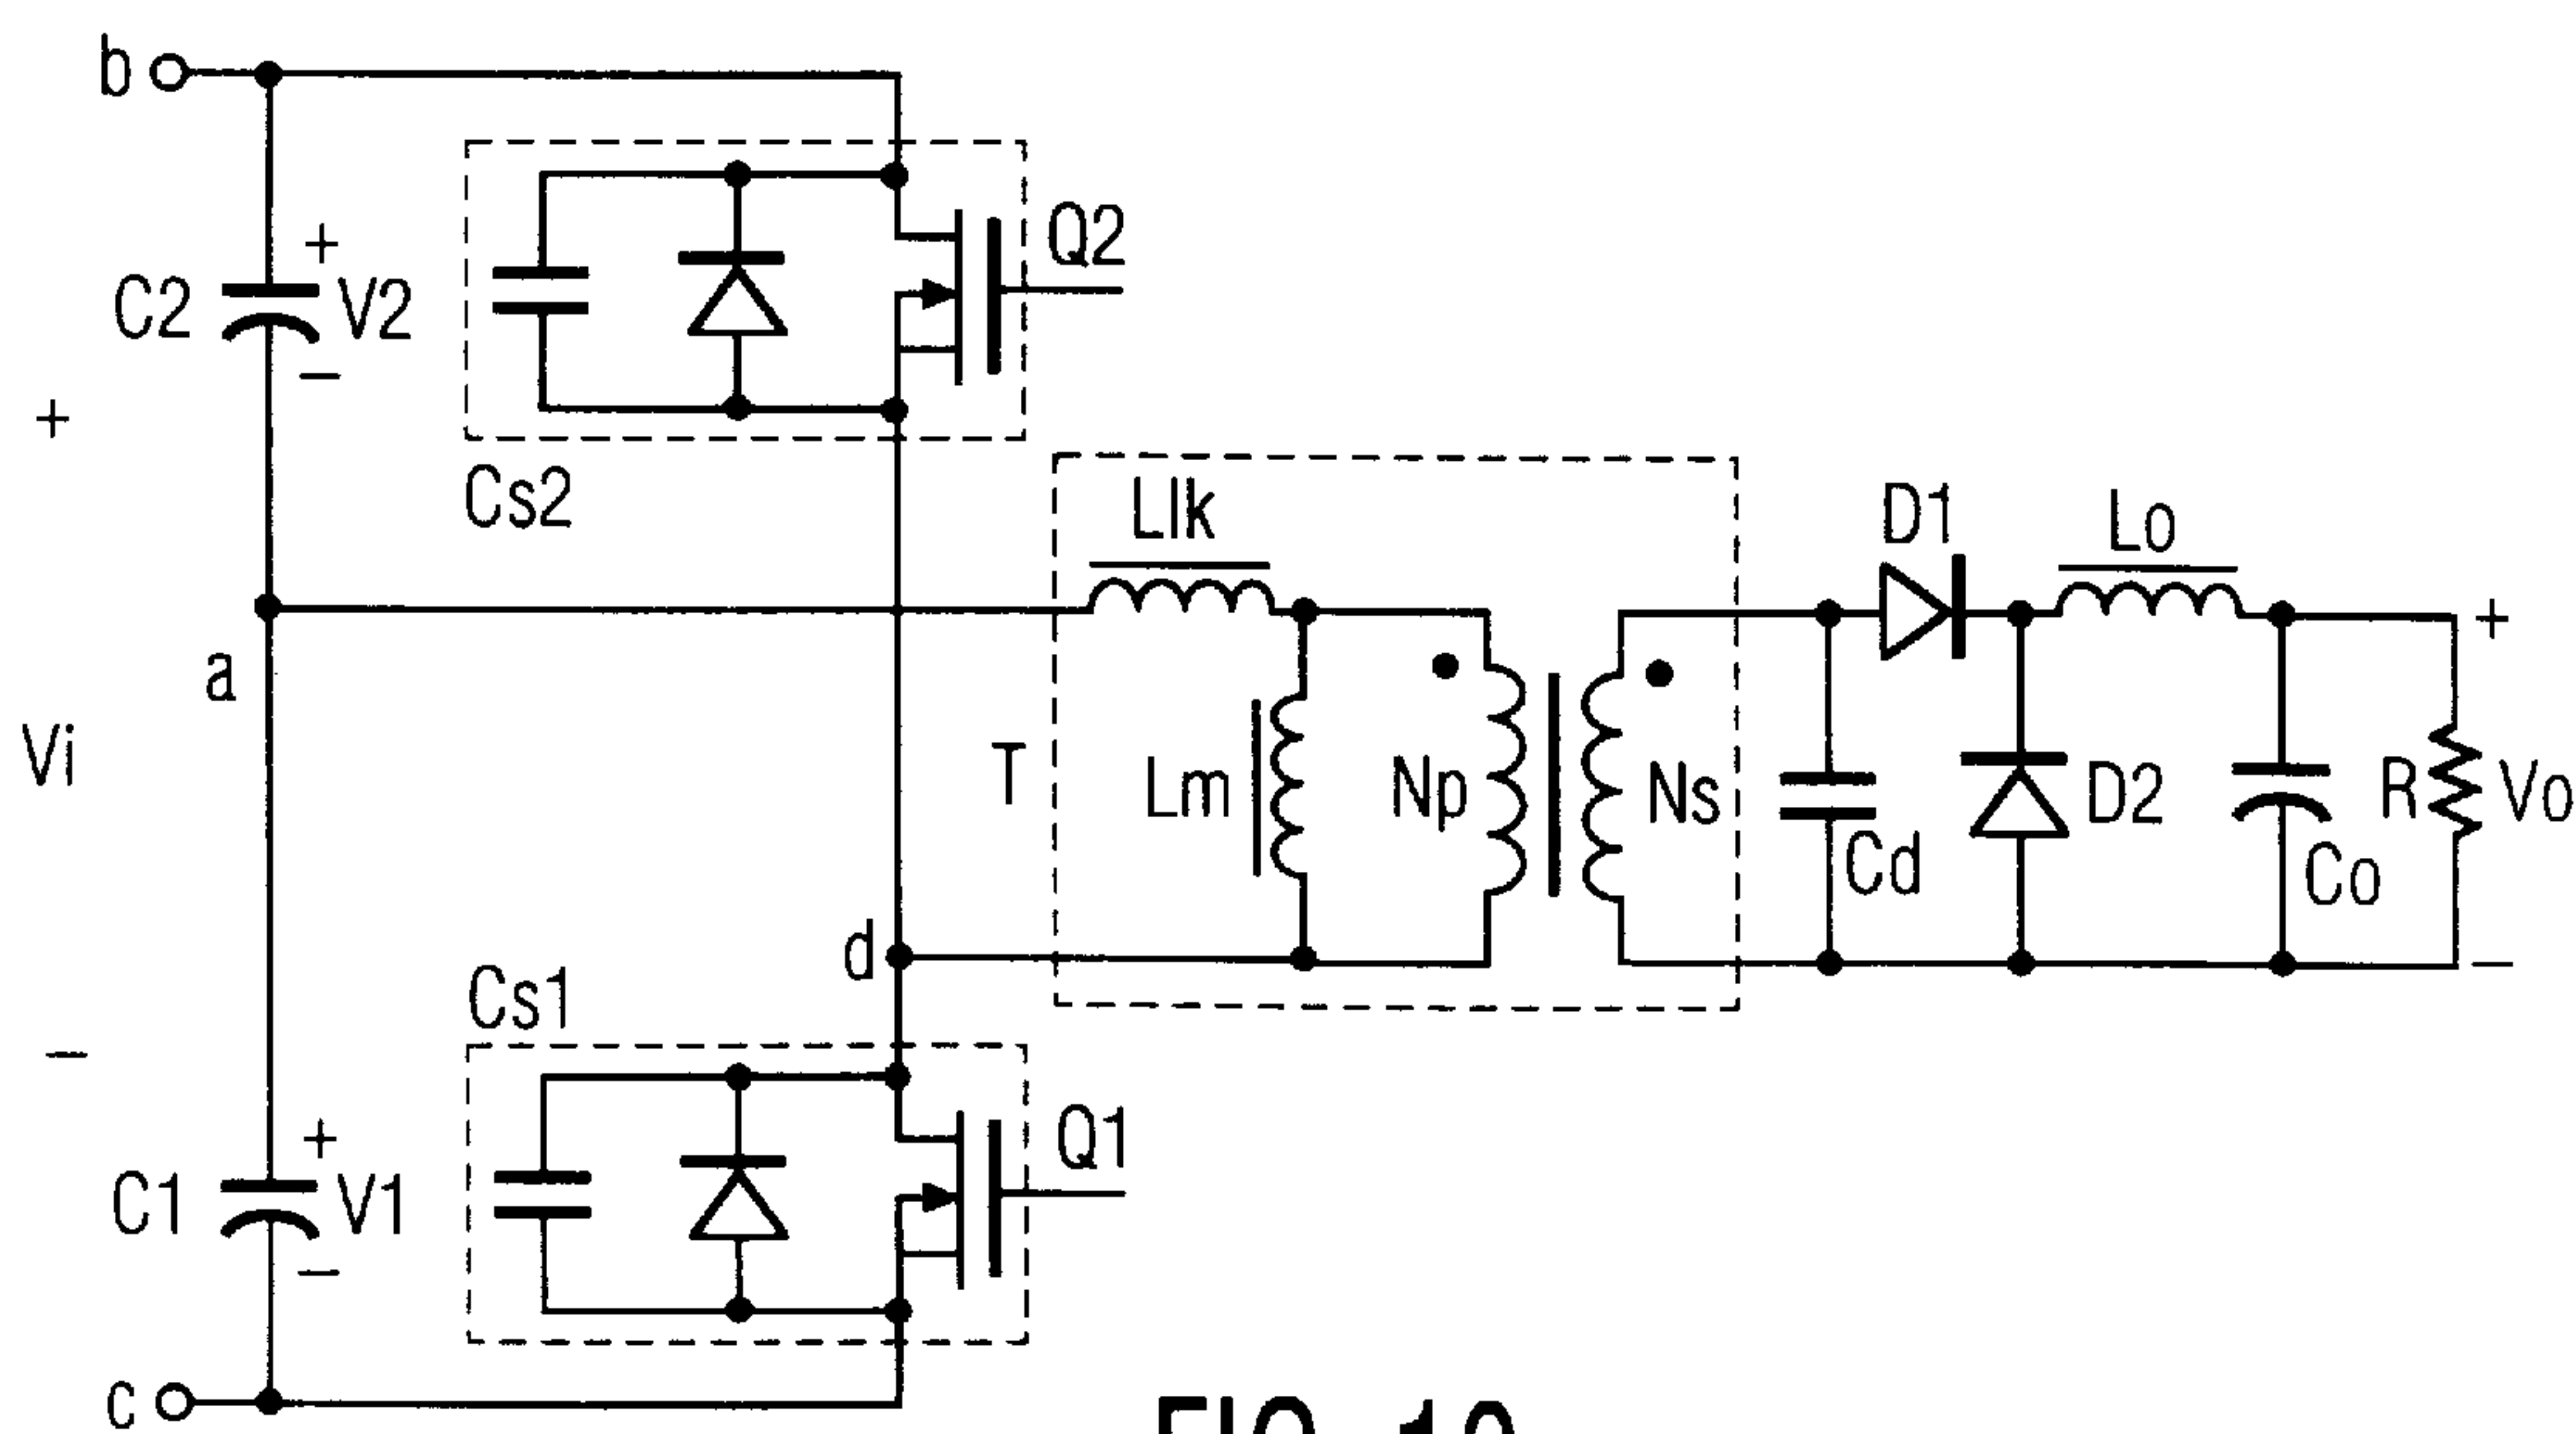 b
+
C2 V2
−
Q2
Cs2
+
Vi
−
a
T
Llk
Lm
Np
Ns
D1
Lo
Cd
D2
Co
R
+
Vo
−
d
Cs1
Q1
+
C1 V1
−
c